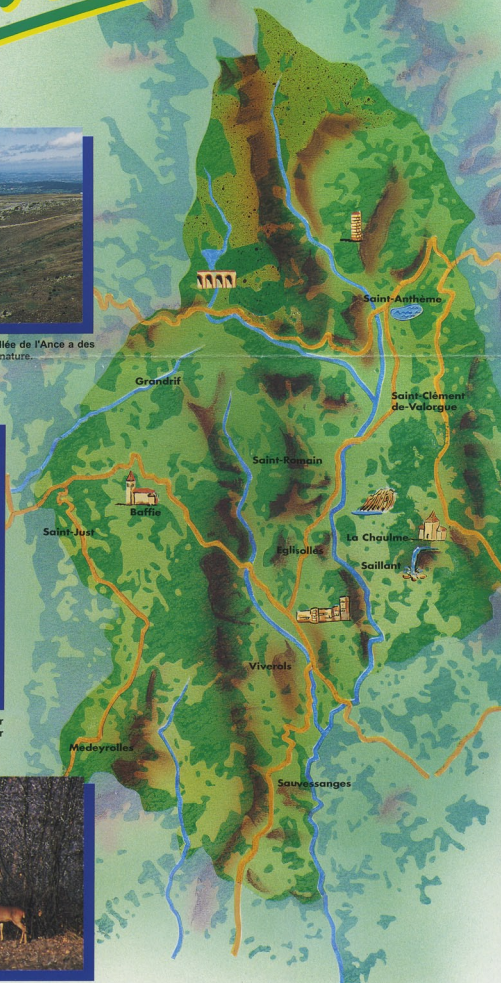 Saint-Anthème
llée de l'Ance a des
nature.
Grandrif
Saint-Clément
de-Valorgue
Saint-Romain
Baffie
Saint-Just
La Chaulme
Eglisolles
Saillant
Viverols
r
r
Médeyrolles
Sauvessanges